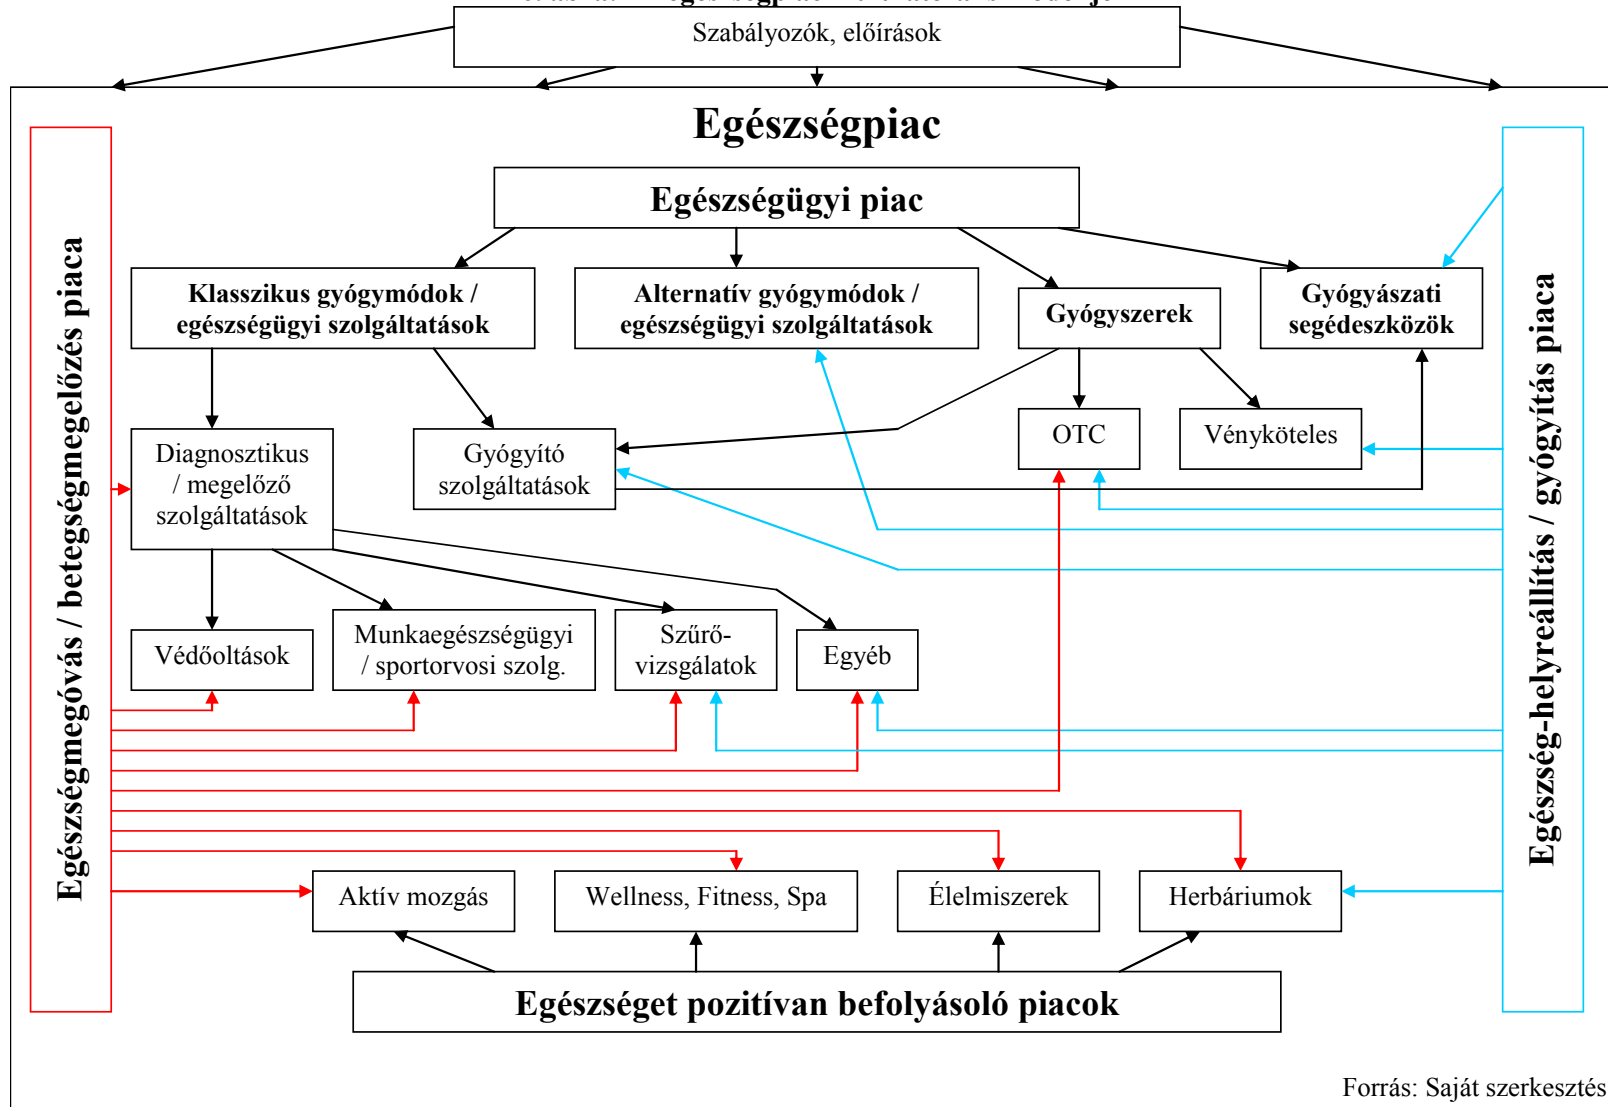 Szabályozók, előírások
Egészségpiac
Egészségügyi piac
Klasszikus gyógymódok /
egészségügyi szolgáltatások
Alternatív gyógymódok /
egészségügyi szolgáltatások
Gyógyszerek
Gyógyászati
segédeszközök
Egészségmegóvás / betegségmegelőzés piaca
Egészség-helyreállítás / gyógyítás piaca
Diagnosztikus
/ megelőző
szolgáltatások
Gyógyító
szolgáltatások
OTC
Vényköteles
Védőoltások
Munkaegészségügyi
/ sportorvosi szolg.
Szűrő-
vizsgálatok
Egyéb
Aktív mozgás
Wellness, Fitness, Spa
Élelmiszerek
Herbáriumok
Egészséget pozitívan befolyásoló piacok
Forrás: Saját szerkesztés